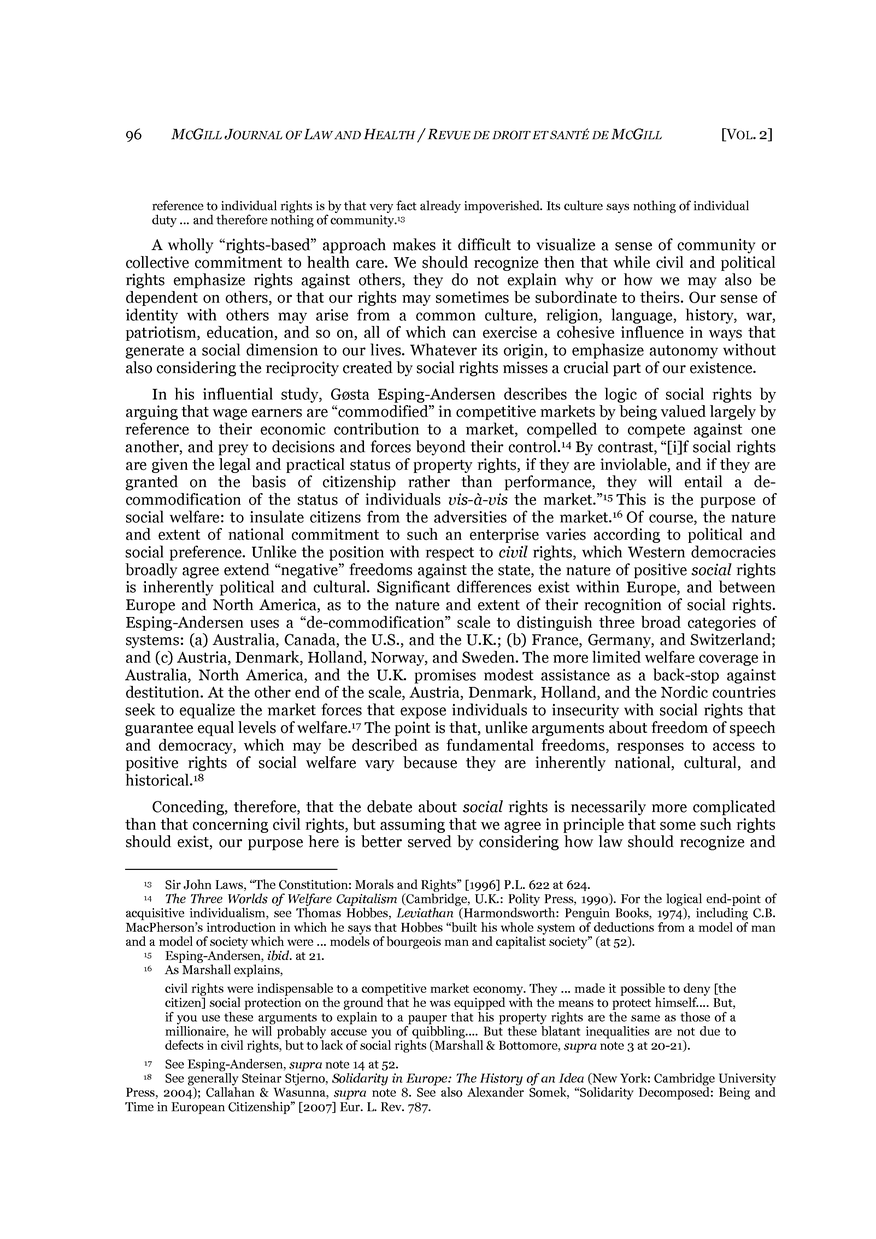 96 MCGILL JOURNAL OF LAW AND HEALTH / REVUE DE DROIT ET SANTÉ DE MCGILL [VOL. 2]
reference to individual rights is by that very fact already impoverished. Its culture says nothing of individual
duty ... and therefore nothing of community.13
A wholly “rights-based” approach makes it difficult to visualize a sense of community or
collective commitment to health care. We should recognize then that while civil and political
rights emphasize rights against others, they do not explain why or how we may also be
dependent on others, or that our rights may sometimes be subordinate to theirs. Our sense of
identity with others may arise from a common culture, religion, language, history, war,
patriotism, education, and so on, all of which can exercise a cohesive influence in ways that
generate a social dimension to our lives. Whatever its origin, to emphasize autonomy without
also considering the reciprocity created by social rights misses a crucial part of our existence.
In his influential study, Gøsta Esping-Andersen describes the logic of social rights by
arguing that wage earners are “commodified” in competitive markets by being valued largely by
reference to their economic contribution to a market, compelled to compete against one
another, and prey to decisions and forces beyond their control.14 By contrast, “[i]f social rights
are given the legal and practical status of property rights, if they are inviolable, and if they are
granted on the basis of citizenship rather than performance, they will entail a de-
commodification of the status of individuals vis-à-vis the market.”15 This is the purpose of
social welfare: to insulate citizens from the adversities of the market.16 Of course, the nature
and extent of national commitment to such an enterprise varies according to political and
social preference. Unlike the position with respect to civil rights, which Western democracies
broadly agree extend “negative” freedoms against the state, the nature of positive social rights
is inherently political and cultural. Significant differences exist within Europe, and between
Europe and North America, as to the nature and extent of their recognition of social rights.
Esping-Andersen uses a “de-commodification” scale to distinguish three broad categories of
systems: (a) Australia, Canada, the U.S., and the U.K.; (b) France, Germany, and Switzerland;
and (c) Austria, Denmark, Holland, Norway, and Sweden. The more limited welfare coverage in
Australia, North America, and the U.K. promises modest assistance as a back-stop against
destitution. At the other end of the scale, Austria, Denmark, Holland, and the Nordic countries
seek to equalize the market forces that expose individuals to insecurity with social rights that
guarantee equal levels of welfare.17 The point is that, unlike arguments about freedom of speech
and democracy, which may be described as fundamental freedoms, responses to access to
positive rights of social welfare vary because they are inherently national, cultural, and
historical.18
Conceding, therefore, that the debate about social rights is necessarily more complicated
than that concerning civil rights, but assuming that we agree in principle that some such rights
should exist, our purpose here is better served by considering how law should recognize and
13 Sir John Laws, “The Constitution: Morals and Rights” [1996] P.L. 622 at 624.
14 The Three Worlds of Welfare Capitalism (Cambridge, U.K.: Polity Press, 1990). For the logical end-point of
acquisitive individualism, see Thomas Hobbes, Leviathan (Harmondsworth: Penguin Books, 1974), including C.B.
MacPherson’s introduction in which he says that Hobbes “built his whole system of deductions from a model of man
and a model of society which were ... models of bourgeois man and capitalist society” (at 52).
15 Esping-Andersen, ibid. at 21.
16 As Marshall explains,
civil rights were indispensable to a competitive market economy. They ... made it possible to deny [the
citizen] social protection on the ground that he was equipped with the means to protect himself.... But,
if you use these arguments to explain to a pauper that his property rights are the same as those of a
millionaire, he will probably accuse you of quibbling.... But these blatant inequalities are not due to
defects in civil rights, but to lack of social rights (Marshall & Bottomore, supra note 3 at 20-21).
17 See Esping-Andersen, supra note 14 at 52.
18 See generally Steinar Stjerno, Solidarity in Europe: The History of an Idea (New York: Cambridge University
Press, 2004); Callahan & Wasunna, supra note 8. See also Alexander Somek, “Solidarity Decomposed: Being and
Time in European Citizenship” [2007] Eur. L. Rev. 787.